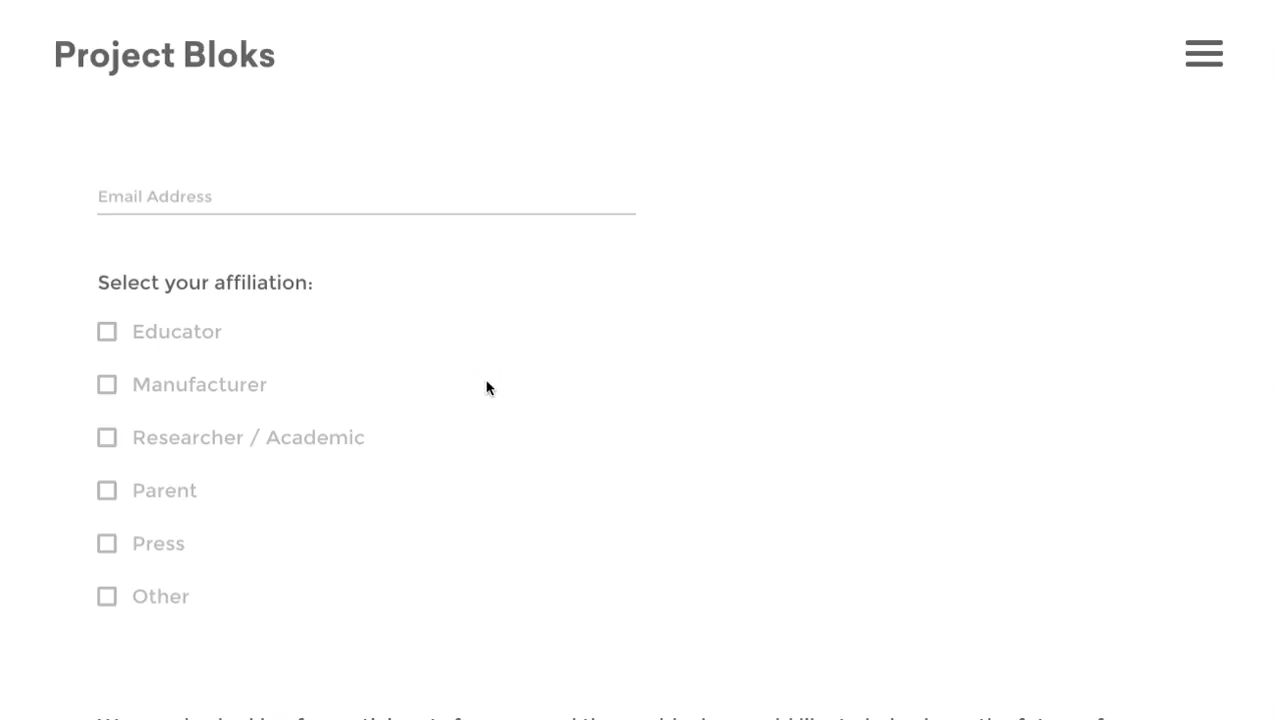 Project Bloks
Email Address
Select your affiliation:
Educator
Manufacturer
Researcher / Academic
Parent
Press
Other